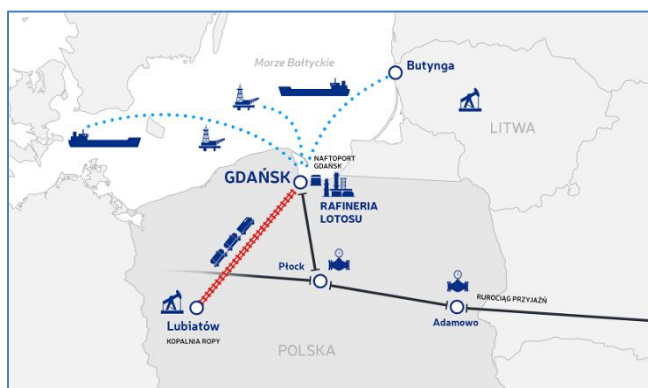 Morze Bałtyckie
Butynga
LITWA
NAFTOPORT
GDAŃSK
GDAŃSK
RAFINERIA
LOTOSU
Płock
RUROCIĄG PRZYJAŹŃ
Adamowo
Lubiatów
KOPALNIA ROPY
POLSKA